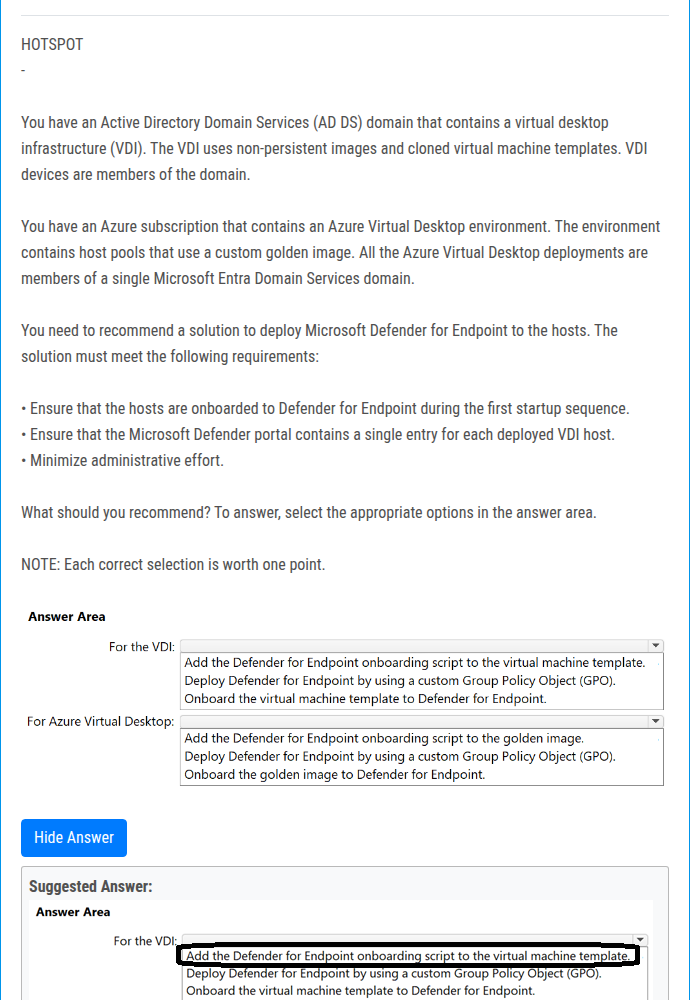 HOTSPOT
-
You have an Active Directory Domain Services (AD DS) domain that contains a virtual desktop
infrastructure (VDI). The VDI uses non-persistent images and cloned virtual machine templates. VDI
devices are members of the domain.
You have an Azure subscription that contains an Azure Virtual Desktop environment. The environment
contains host pools that use a custom golden image. All the Azure Virtual Desktop deployments are
members of a single Microsoft Entra Domain Services domain.
You need to recommend a solution to deploy Microsoft Defender for Endpoint to the hosts. The
solution must meet the following requirements:
• Ensure that the hosts are onboarded to Defender for Endpoint during the first startup sequence.
• Ensure that the Microsoft Defender portal contains a single entry for each deployed VDI host.
• Minimize administrative effort.
What should you recommend? To answer, select the appropriate options in the answer area.
NOTE: Each correct selection is worth one point.
Answer Area
For the VDI:
Add the Defender for Endpoint onboarding script to the virtual machine template.
Deploy Defender for Endpoint by using a custom Group Policy Object (GPO).
Onboard the virtual machine template to Defender for Endpoint.
For Azure Virtual Desktop:
Add the Defender for Endpoint onboarding script to the golden image.
Deploy Defender for Endpoint by using a custom Group Policy Object (GPO).
Onboard the golden image to Defender for Endpoint.
Hide Answer
Suggested Answer:
Answer Area
For the VDI:
Add the Defender for Endpoint onboarding script to the virtual machine template.
Deploy Defender for Endpoint by using a custom Group Policy Object (GPO).
Onboard the virtual machine template to Defender for Endpoint.